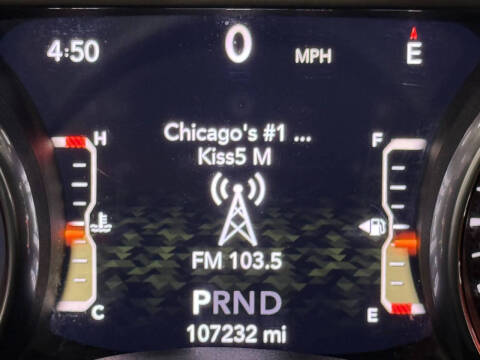 4:50 0 MPH E
H F
Chicago's #1 ...
Kiss5 M
FM 103.5
C PRND E
107232 mi